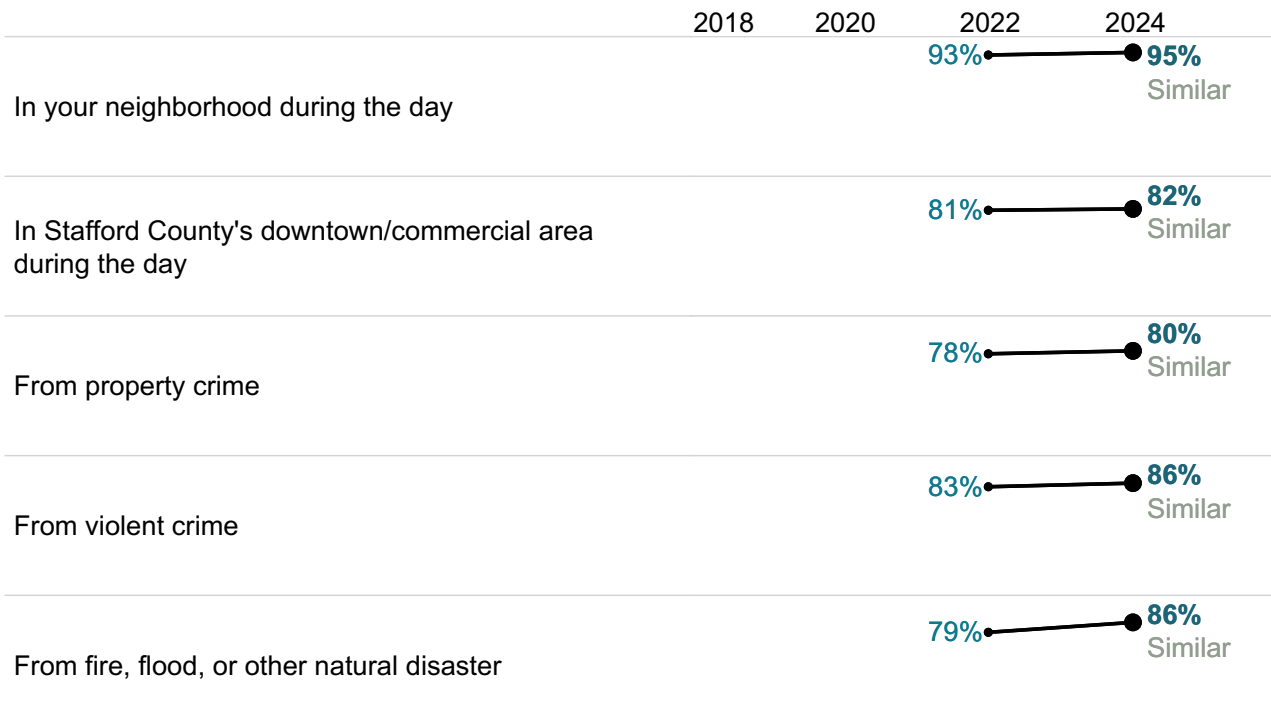 2018 2020 2022 2024
93% 95%
Similar
In your neighborhood during the day
81% 82%
Similar
In Stafford County's downtown/commercial area
during the day
78% 80%
Similar
From property crime
83% 86%
Similar
From violent crime
79% 86%
Similar
From fire, flood, or other natural disaster